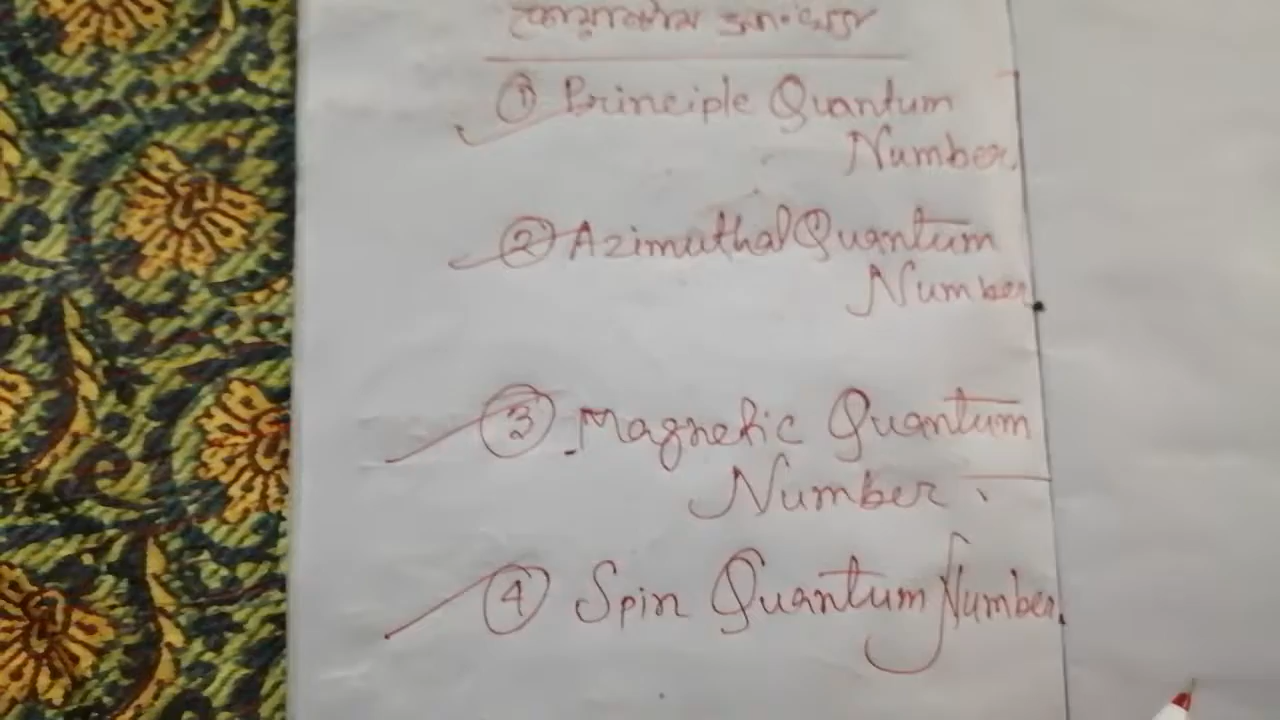 ① Principle Quantum
Number.
② Azimuthal Quantum
Number
③ Magnetic Quantum
Number.
④ Spin Quantum Number.